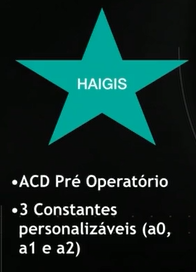 HAIGIS
•ACD Pré Operatório
•3 Constantes
personalizáveis (a0,
a1 e a2)